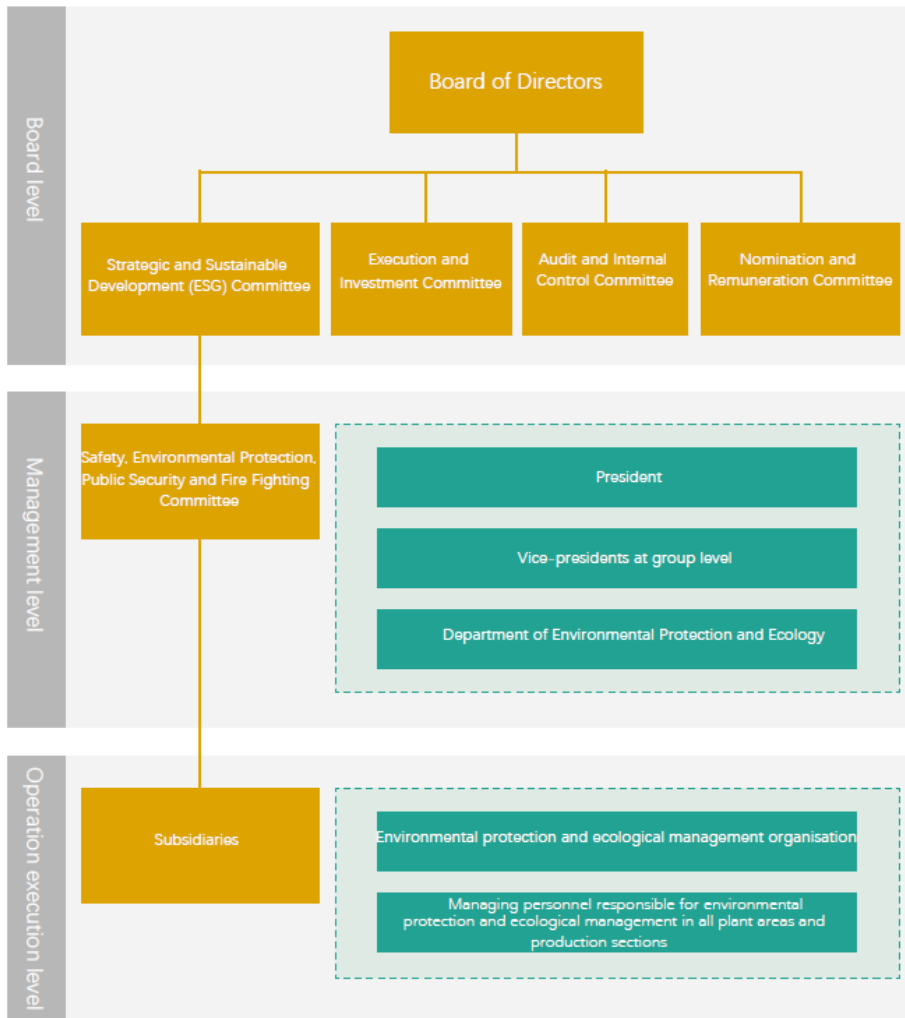 Board level
Board of Directors
Strategic and Sustainable
Development (ESG) Committee
Execution and
Investment Committee
Audit and Internal
Control Committee
Nomination and
Remuneration Committee
Management level
Safety, Environmental Protection,
Public Security and Fire Fighting
Committee
President
Vice-presidents at group level
Department of Environmental Protection and Ecology
Operation execution level
Subsidiaries
Environmental protection and ecological management organisation
Managing personnel responsible for environmental
protection and ecological management in all plant areas and
production sections